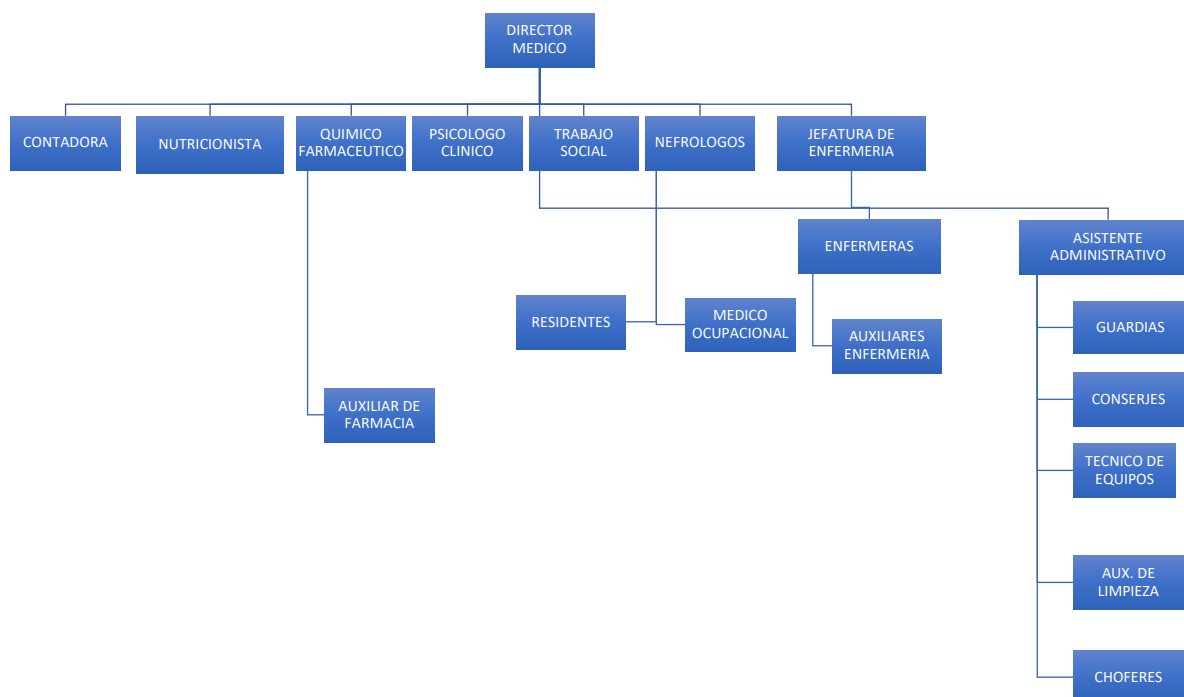 DIRECTOR
MEDICO
CONTADORA
NUTRICIONISTA
QUIMICO
FARMACEUTICO
PSICOLOGO
CLINICO
TRABAJO
SOCIAL
NEFROLOGOS
JEFATURA DE
ENFERMERIA
ENFERMERAS
ASISTENTE
ADMINISTRATIVO
RESIDENTES
MEDICO
OCUPACIONAL
AUXILIARES
ENFERMERIA
GUARDIAS
AUXILIAR DE
FARMACIA
CONSERJES
TECNICO DE
EQUIPOS
AUX. DE
LIMPIEZA
CHOFERES